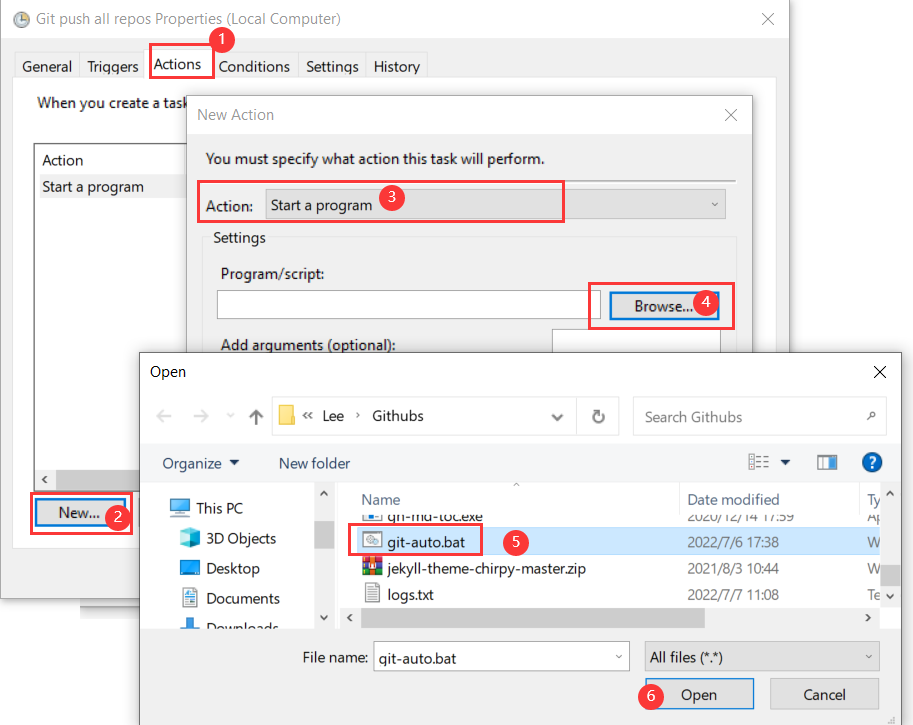 Git push all repos Properties (Local Computer)
1
General Triggers Actions Conditions Settings History
When you create a task
New Action
Action
Start a program
You must specify what action this task will perform.
Action: Start a program 3
Settings
Program/script:
Browse... 4
Add arguments (optional):
New... 2
Open
« Lee › Githubs
Search Githubs
Organize
New folder
?
This PC
3D Objects
Desktop
Documents
Downloads
Name Date modified Ty
gh-md-toc.exe 2020/12/14 17:59 Ap
git-auto.bat 5 2022/7/6 17:38 W
jekyll-theme-chirpy-master.zip 2021/8/3 10:44 W
logs.txt 2022/7/7 11:08 Te
File name: git-auto.bat All files (*.*)
6 Open Cancel